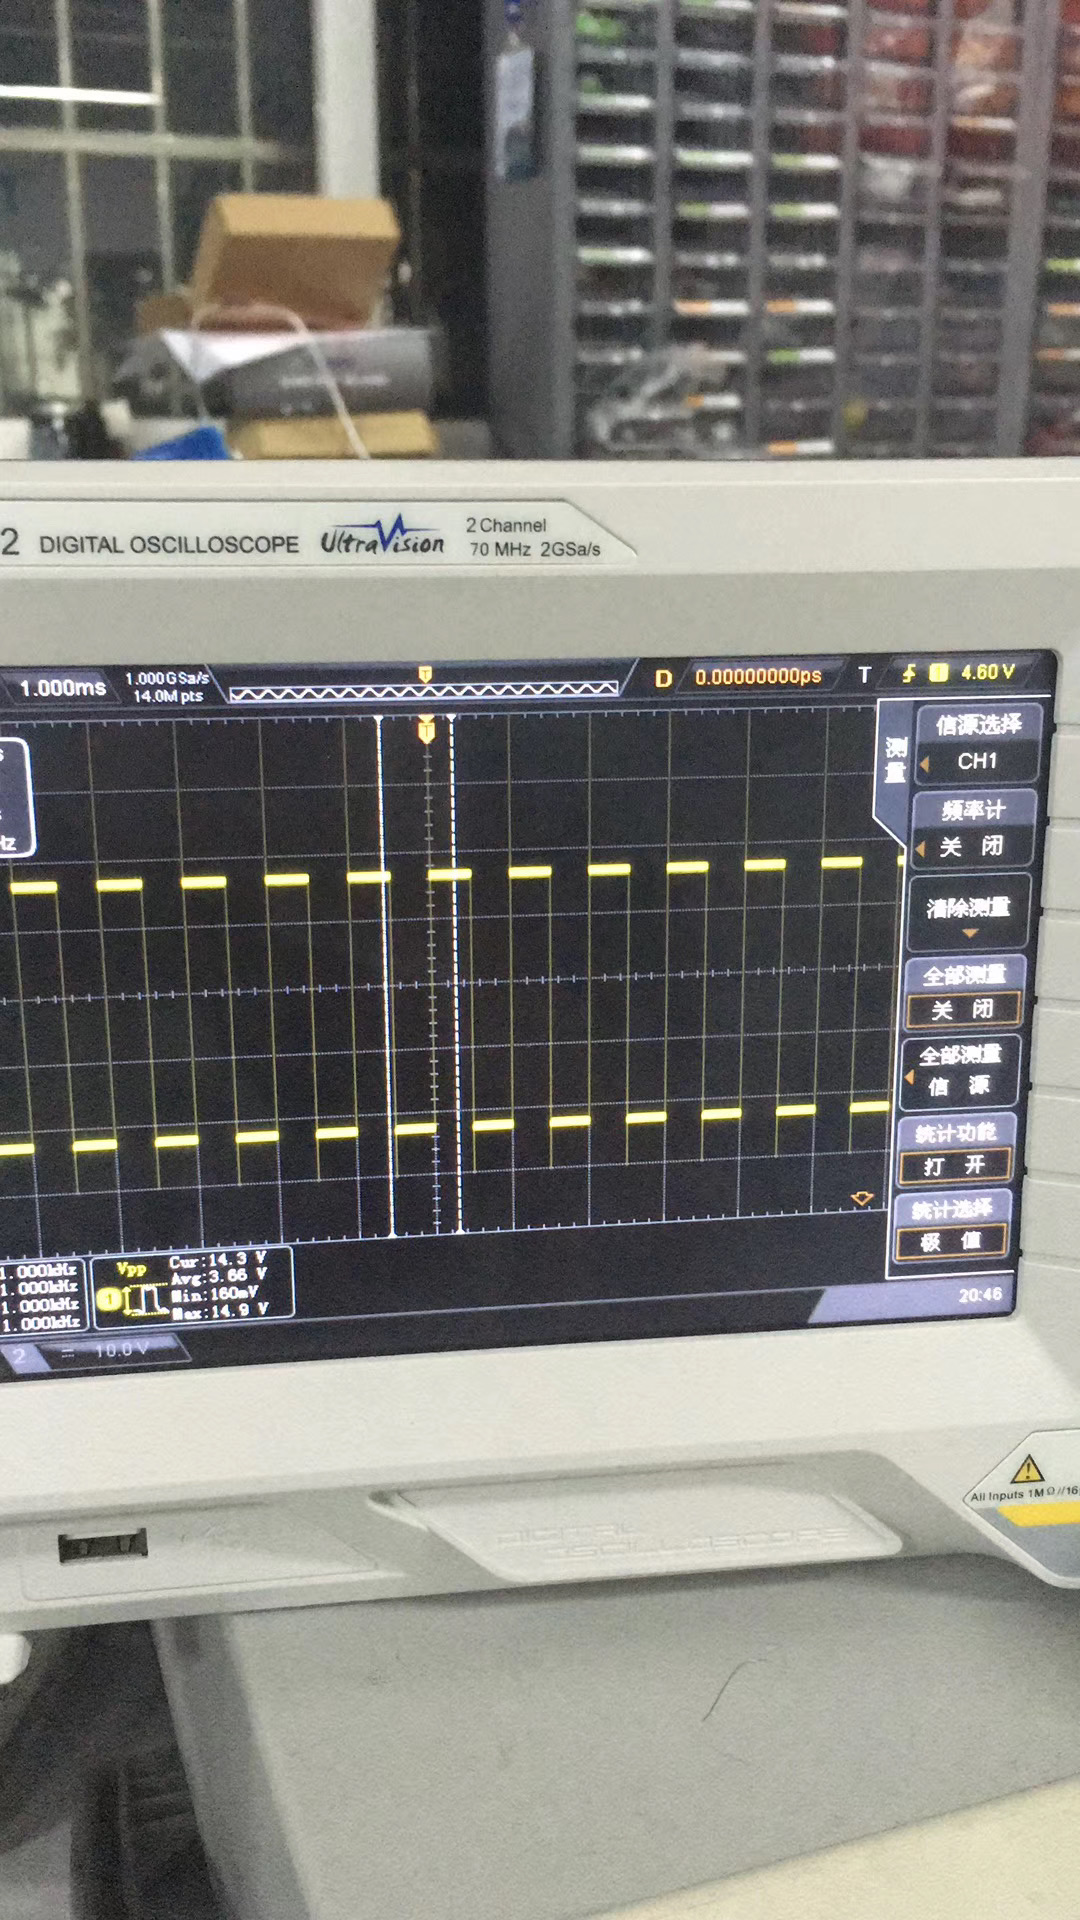 2 DIGITAL OSCILLOSCOPE
UltraVision
2 Channel
70 MHz 2GSa/s
1.000ms
1.000GSa/s
14.0M pts
D 0.00000000ps
T 1 4.60 V
T
T
s
Hz
测量
信源选择
CH1
频率计
关 闭
清除测量
全部测量
关 闭
全部测量
信 源
统计功能
打 开
统计选择
极 值
1.000kHz
1.000kHz
1.000kHz
1.000kHz
Vpp
1
Cur:14.3 V
Avg:3.66 V
Min:160mV
Max:14.9 V
20:46
2 = 10.0 V
All Inputs 1MΩ//16